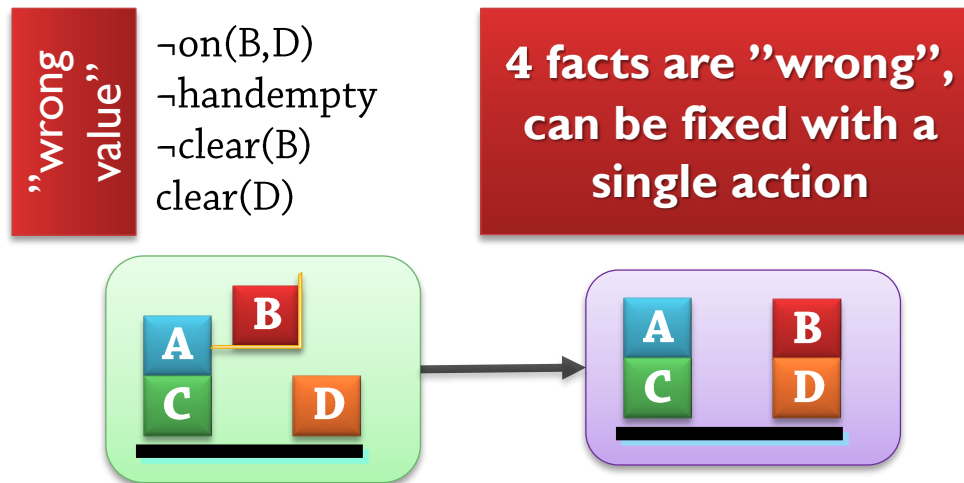 ”wrong
value”
¬on(B,D)
¬handempty
¬clear(B)
clear(D)
4 facts are ”wrong”,
can be fixed with a
single action
B
A
C
D
A
B
C
D